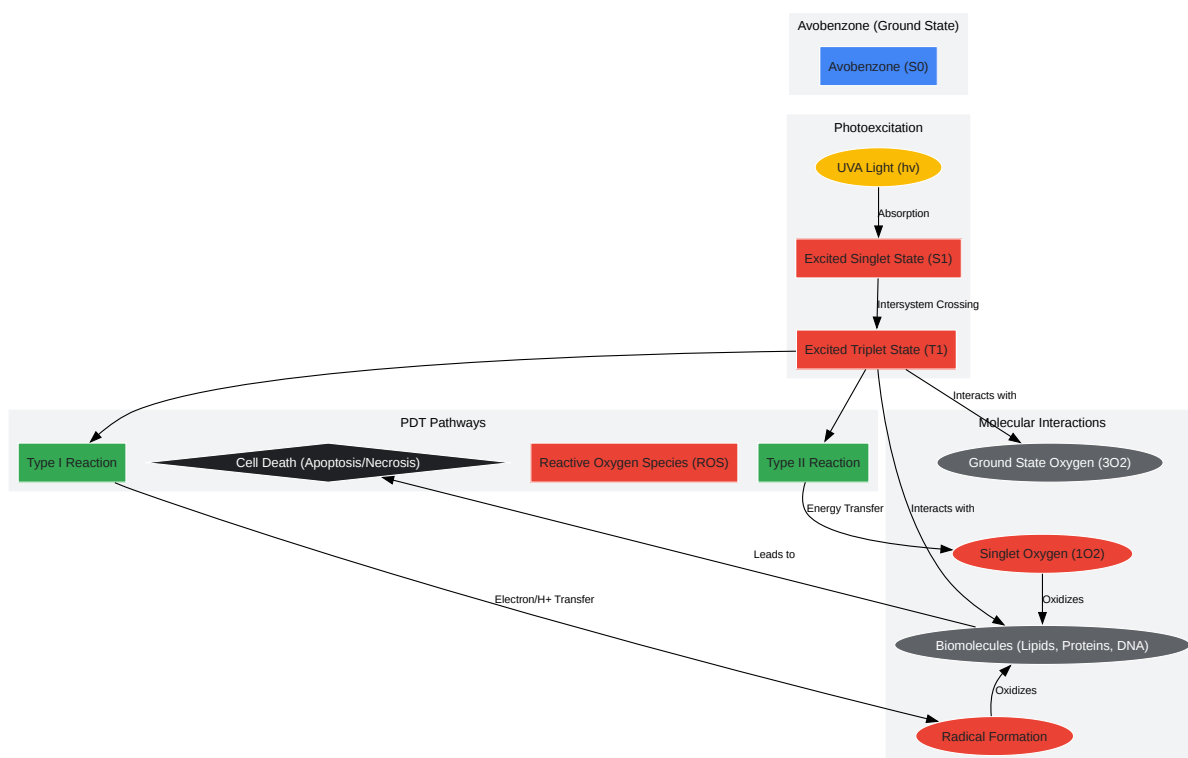 Avobenzone (Ground State)
Avobenzone (S0)
Photoexcitation
UVA Light (hv)
Absorption
Excited Singlet State (S1)
Intersystem Crossing
Excited Triplet State (T1)
Interacts with
PDT Pathways
Molecular Interactions
Type I Reaction
Cell Death (Apoptosis/Necrosis)
Reactive Oxygen Species (ROS)
Type II Reaction
Ground State Oxygen (3O2)
Energy Transfer
Interacts with
Leads to
Singlet Oxygen (1O2)
Electron/H+ Transfer
Oxidizes
Biomolecules (Lipids, Proteins, DNA)
Oxidizes
Radical Formation